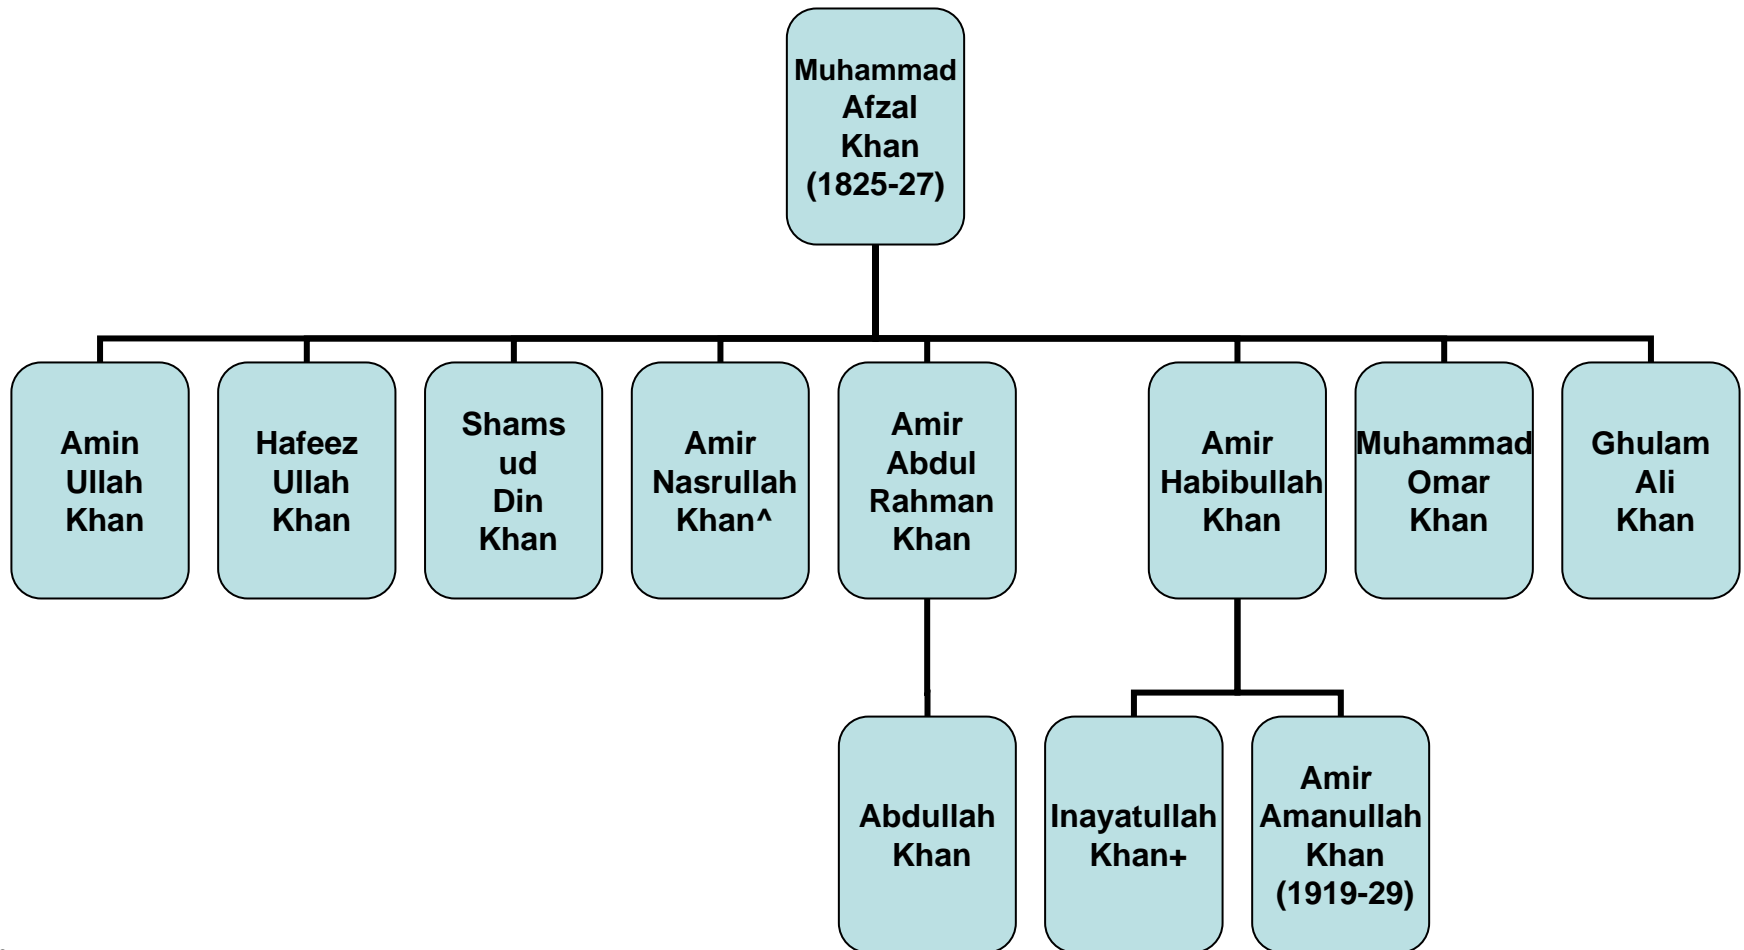 Muhammad
Afzal
Khan
(1825-27)
Amin
Ullah
Khan
Hafeez
Ullah
Khan
Shams
ud
Din
Khan
Amir
Nasrullah
Khan^
Amir
Abdul
Rahman
Khan
Amir
Habibullah
Khan
Muhammad
Omar
Khan
Ghulam
Ali
Khan
Abdullah
Khan
Inayatullah
Khan+
Amir
Amanullah
Khan
(1919-29)